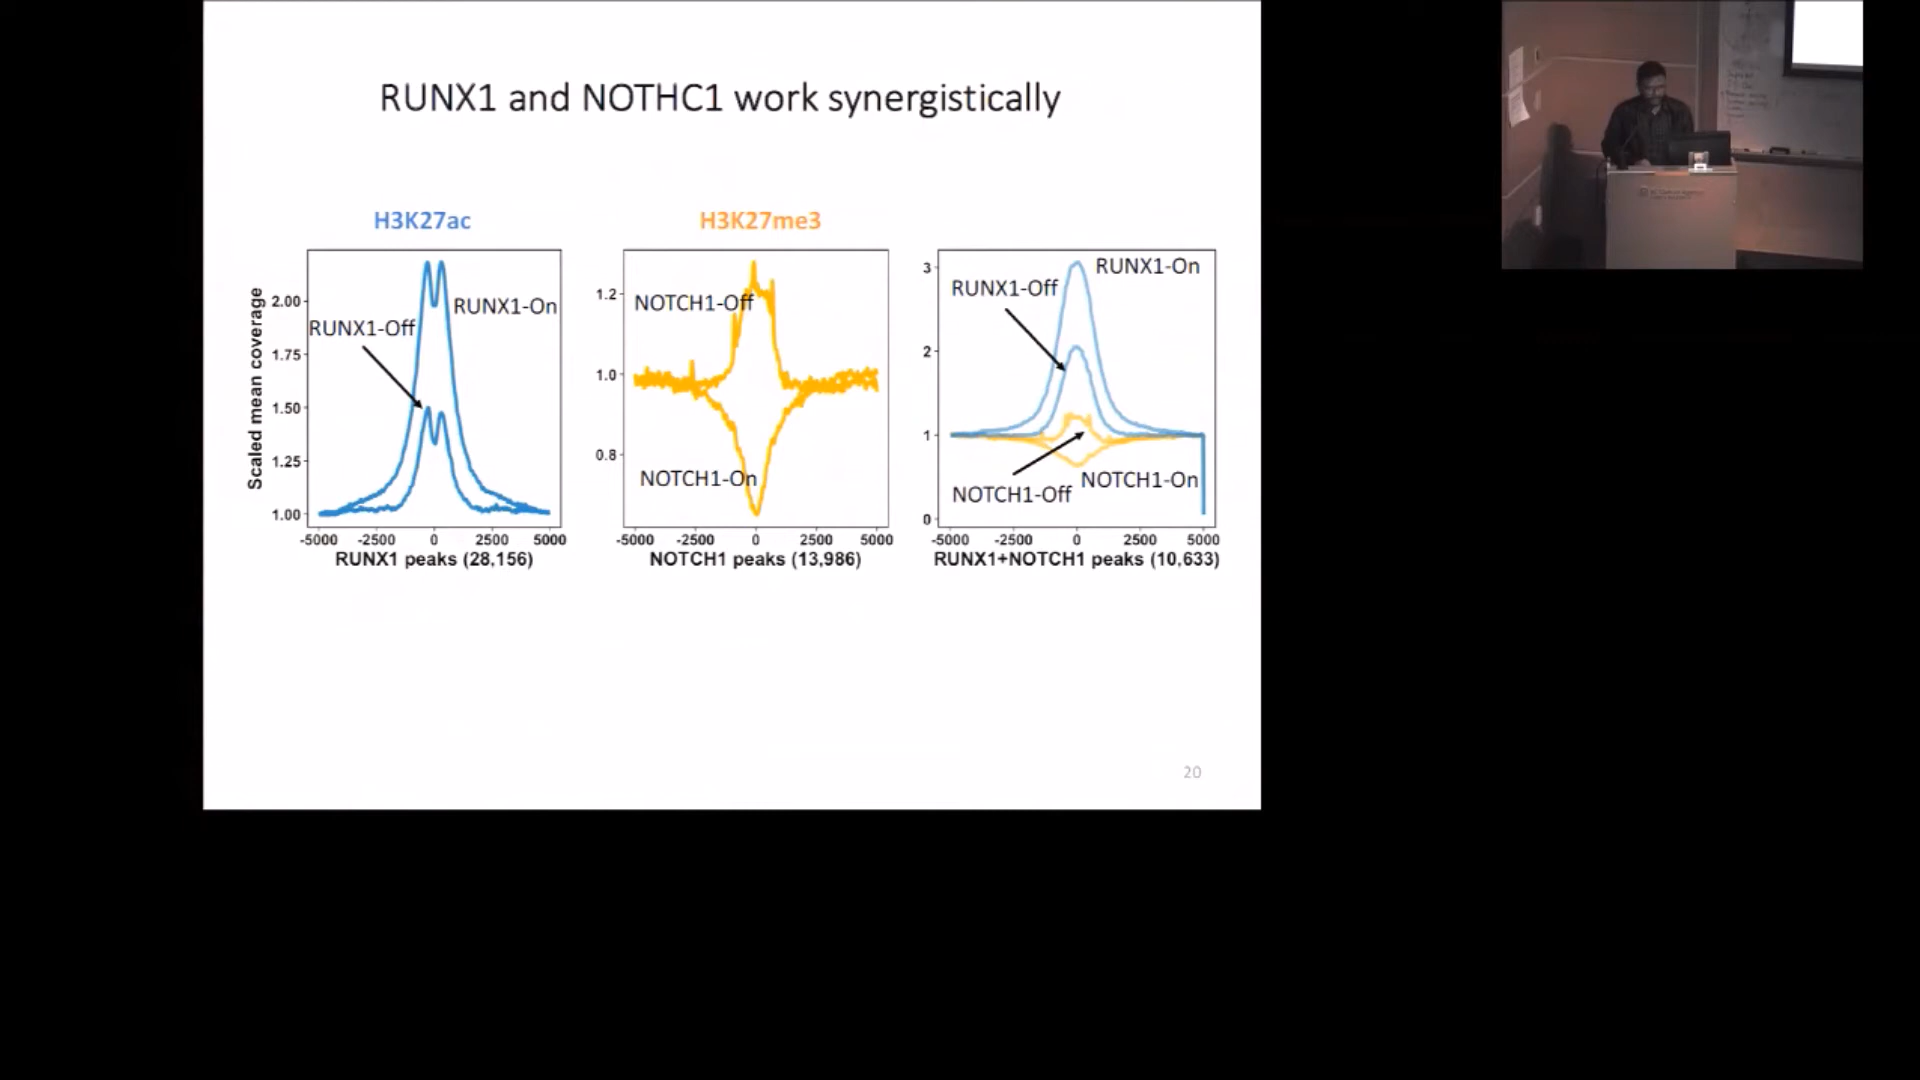 RUNX1 and NOTHC1 work synergistically
H3K27ac
H3K27me3
Scaled mean coverage
2.00
1.75
1.50
1.25
1.00
RUNX1-Off
RUNX1-On
-5000 -2500 0 2500 5000
RUNX1 peaks (28,156)
1.2
1.0
0.8
NOTCH1-Off
NOTCH1-On
-5000 -2500 0 2500 5000
NOTCH1 peaks (13,986)
3
2
1
0
RUNX1-On
RUNX1-Off
NOTCH1-On
NOTCH1-Off
-5000 -2500 0 2500 5000
RUNX1+NOTCH1 peaks (10,633)
20